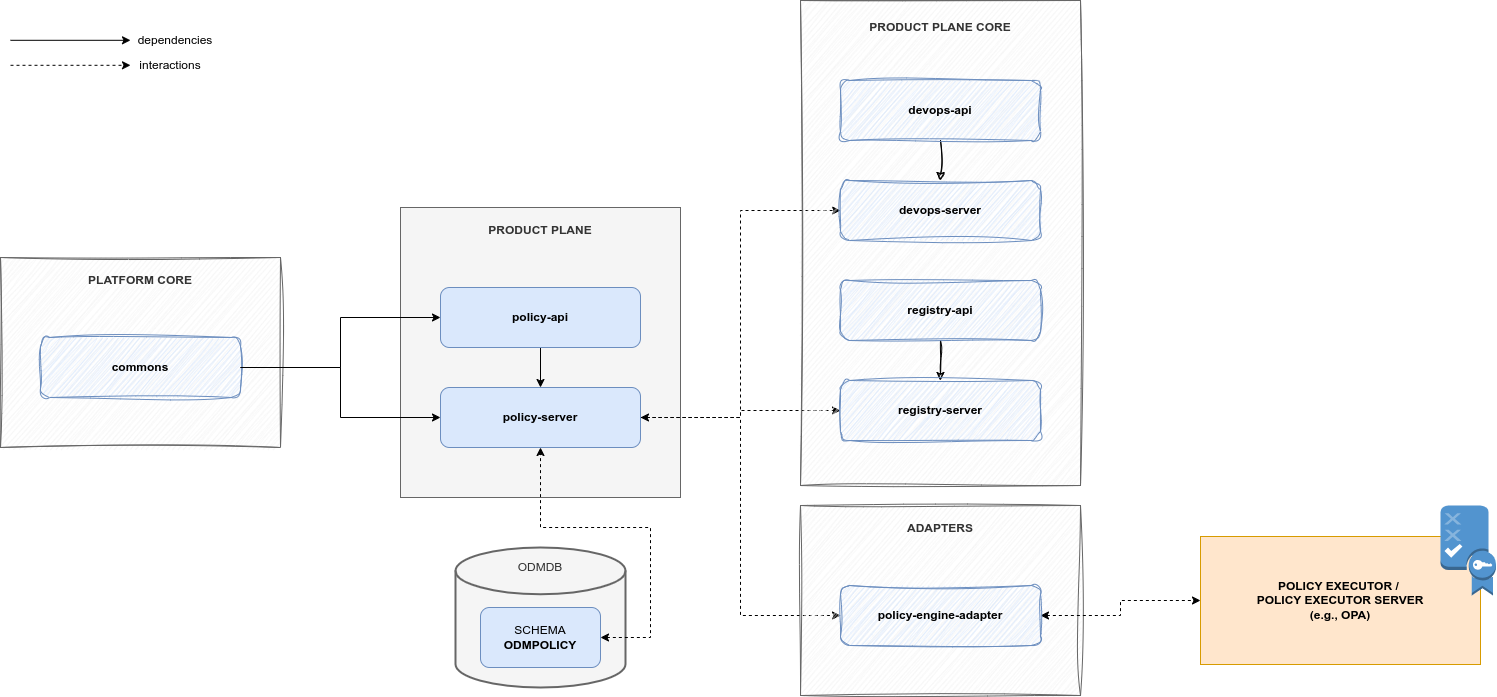 dependencies
interactions
PLATFORM CORE
commons
PRODUCT PLANE
policy-api
policy-server
ODMDB
SCHEMA
ODMPOLICY
PRODUCT PLANE CORE
devops-api
devops-server
registry-api
registry-server
ADAPTERS
policy-engine-adapter
POLICY EXECUTOR /
POLICY EXECUTOR SERVER
(e.g., OPA)